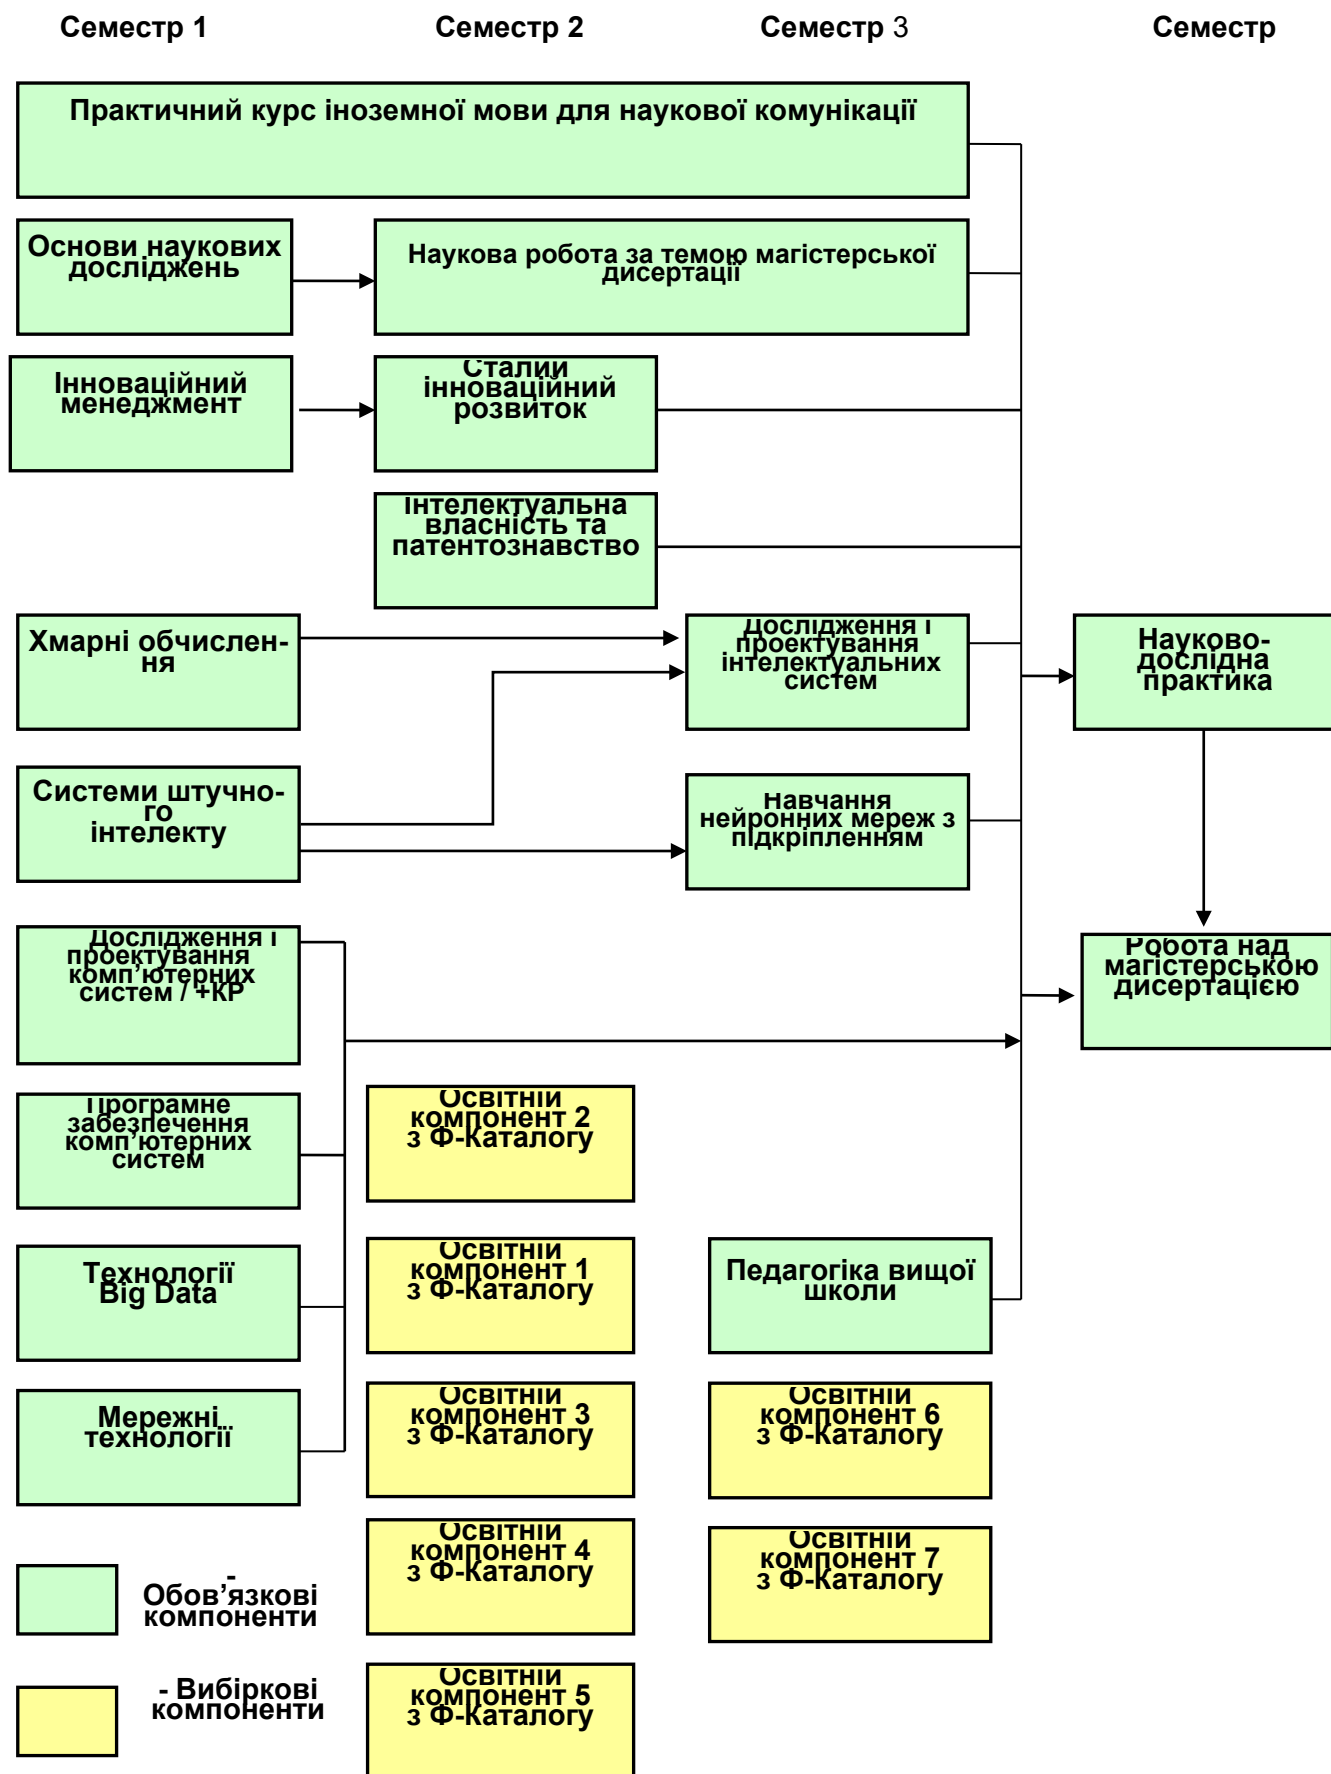 Семестр 1
Семестр 2
Семестр 3
Семестр
Практичний курс іноземної мови для наукової комунікації
Основи наукових
досліджень
Наукова робота за темою магістерської
дисертації
Інноваційний
менеджмент
Сталий
інноваційний
розвиток
Інтелектуальна
власність та
патентознавство
Хмарні обчислен-
ня
Дослідження і
проектування
інтелектуальних
систем
Науково-
дослідна
практика
Системи штучно-
го
інтелекту
Навчання
нейронних мереж з
підкріпленням
Дослідження і
проектування
комп’ютерних
систем / +КР
Робота над
магістерською
дисертацією
Програмне
забезпечення
комп’ютерних
систем
Освітній
компонент 2
з Ф-Каталогу
Технології
Big Data
Освітній
компонент 1
з Ф-Каталогу
Педагогіка вищої
школи
Мережні
технології
Освітній
компонент 3
з Ф-Каталогу
Освітній
компонент 6
з Ф-Каталогу
Освітній
компонент 4
з Ф-Каталогу
Освітній
компонент 7
з Ф-Каталогу
-
Обов’язкові
компоненти
Освітній
компонент 5
з Ф-Каталогу
- Вибіркові
компоненти